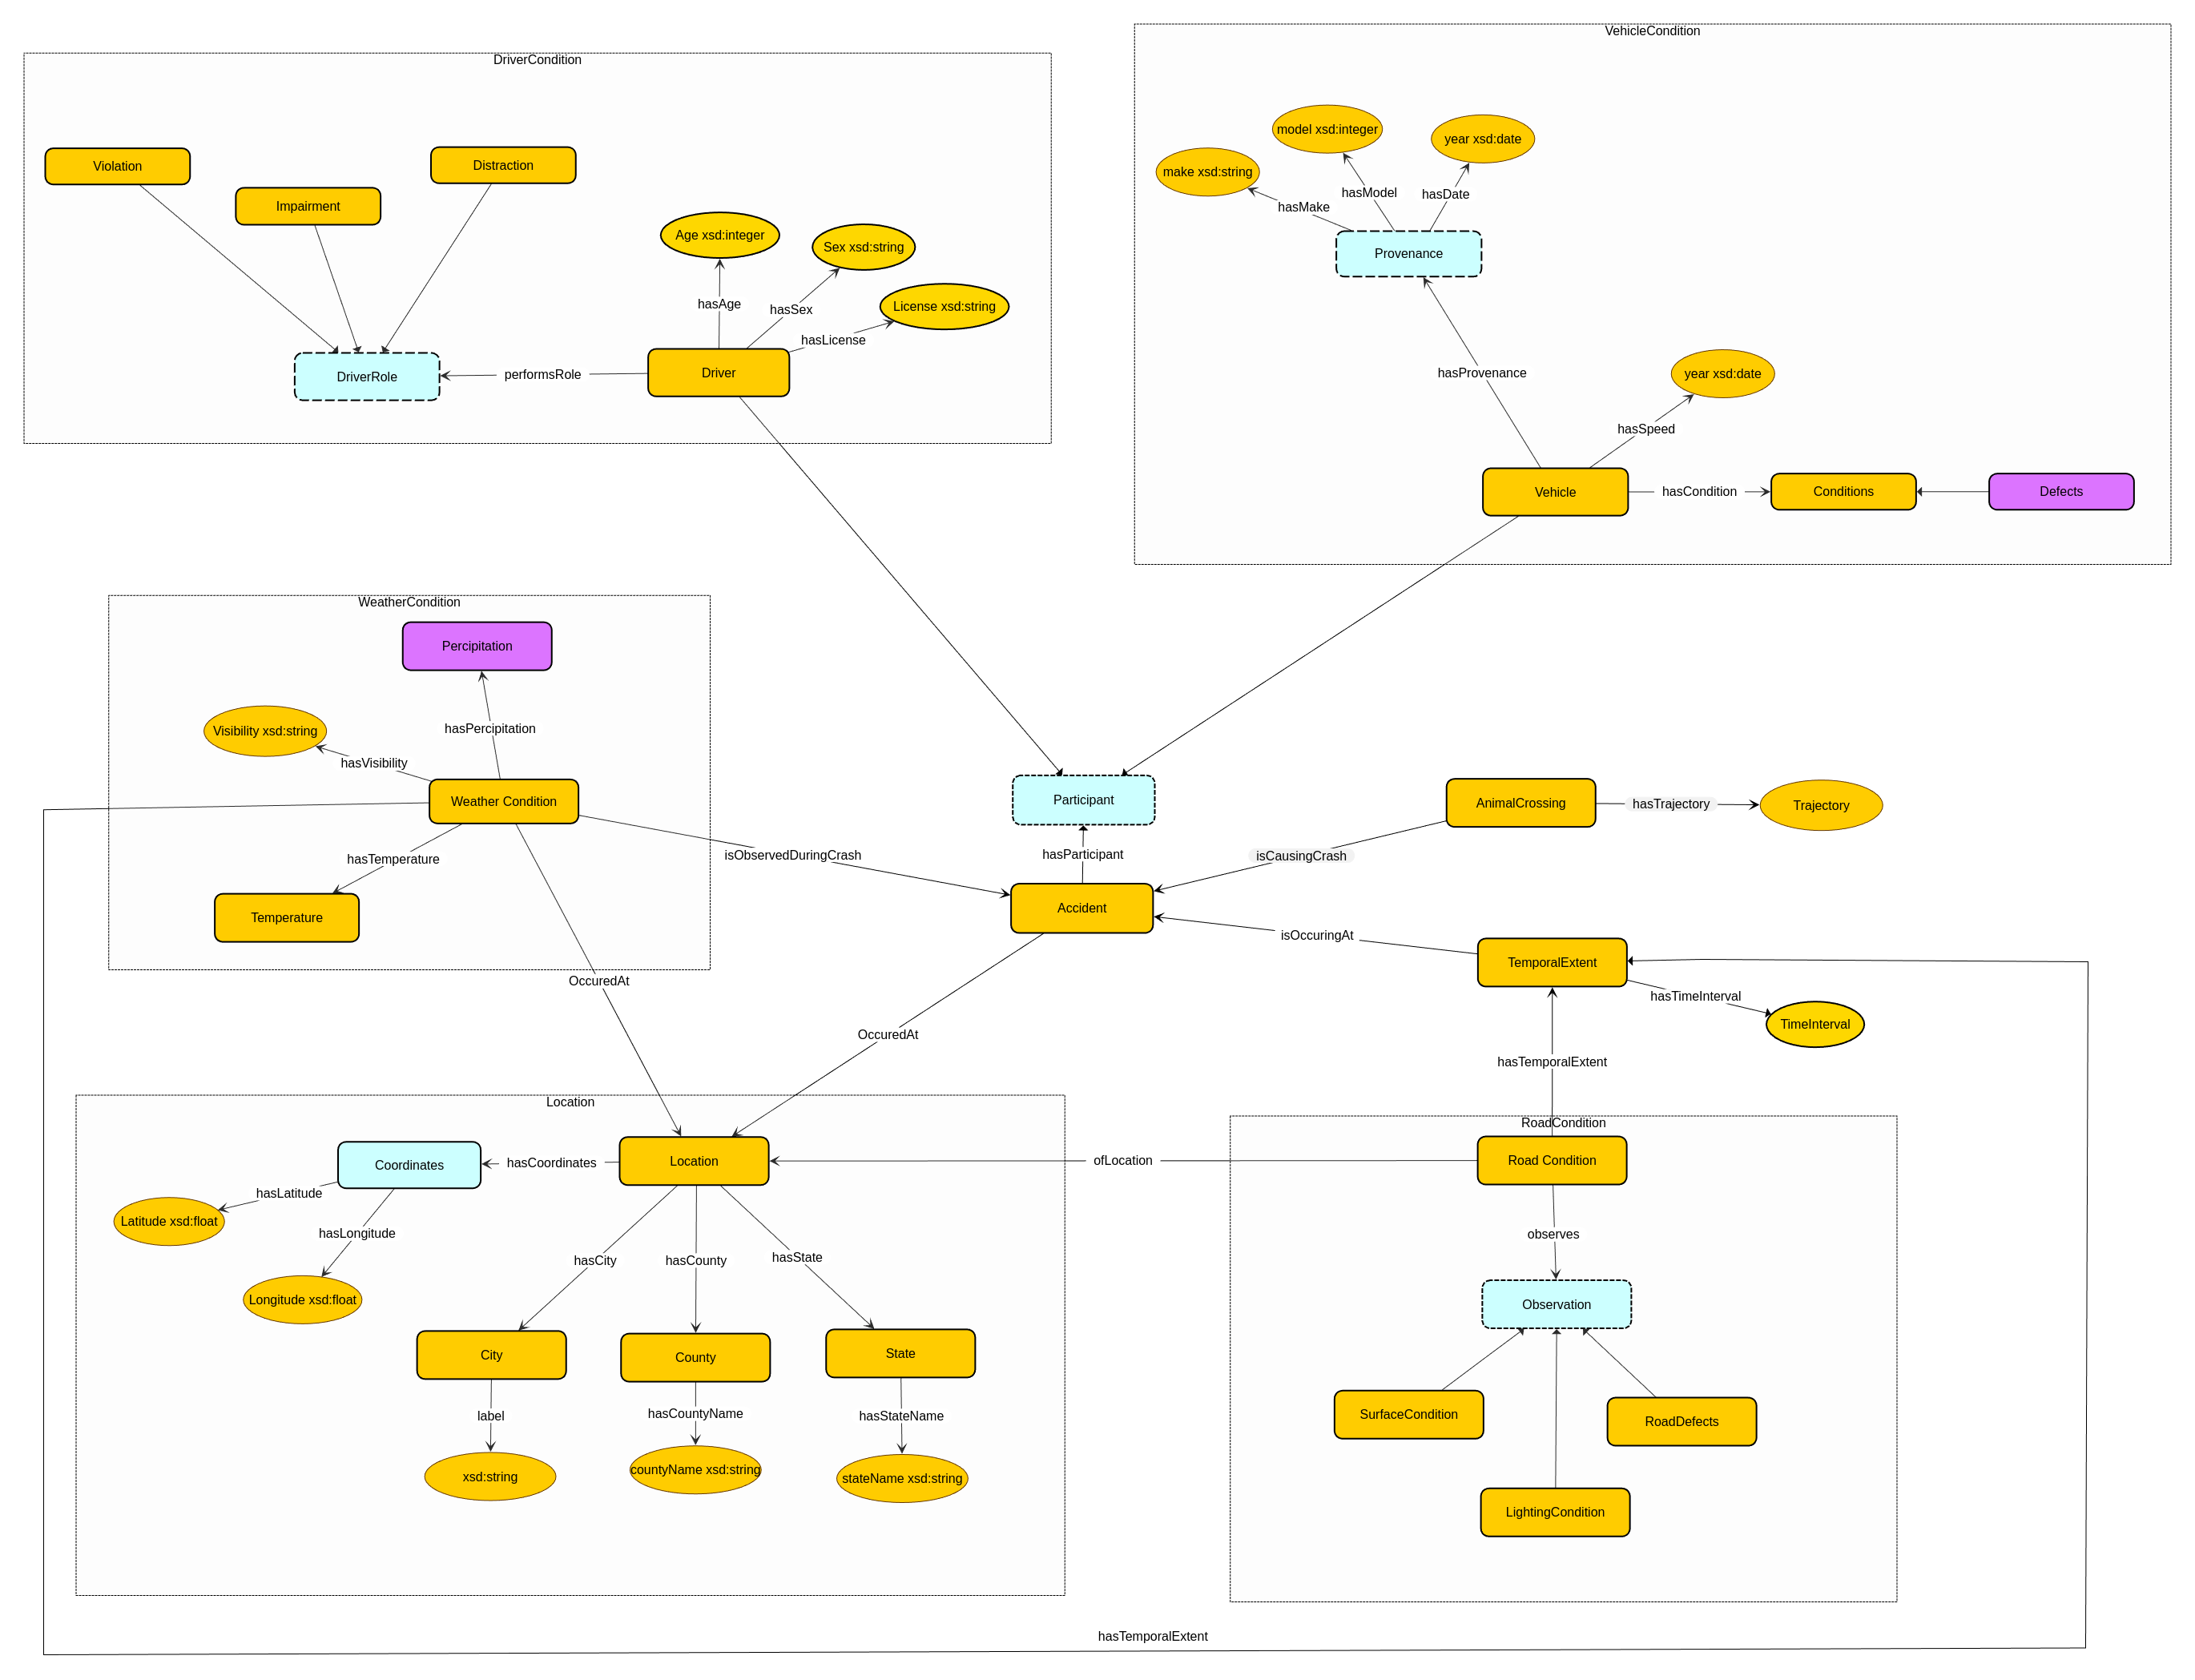 VehicleCondition
DriverCondition
model xsd:integer
year xsd:date
make xsd:string
Violation
Distraction
hasModel
hasDate
Impairment
hasMake
Age xsd:integer
Sex xsd:string
Provenance
hasAge
hasSex
License xsd:string
hasLicense
DriverRole
performsRole
Driver
hasProvenance
year xsd:date
hasSpeed
Vehicle
hasCondition
Conditions
Defects
WeatherCondition
Percipitation
Visibility xsd:string
hasPercipitation
hasVisibility
Weather Condition
Participant
AnimalCrossing
hasTrajectory
Trajectory
hasTemperature
isObservedDuringCrash
hasParticipant
isCausingCrash
Temperature
Accident
isOccuringAt
TemporalExtent
OccuredAt
hasTimeInterval
TimeInterval
OccuredAt
hasTemporalExtent
Location
RoadCondition
Coordinates
hasCoordinates
Location
ofLocation
Road Condition
hasLatitude
Latitude xsd:float
hasLongitude
observes
hasCity
hasCounty
hasState
Longitude xsd:float
Observation
City
County
State
label
hasCountyName
hasStateName
SurfaceCondition
RoadDefects
xsd:string
countyName xsd:string
stateName xsd:string
LightingCondition
hasTemporalExtent